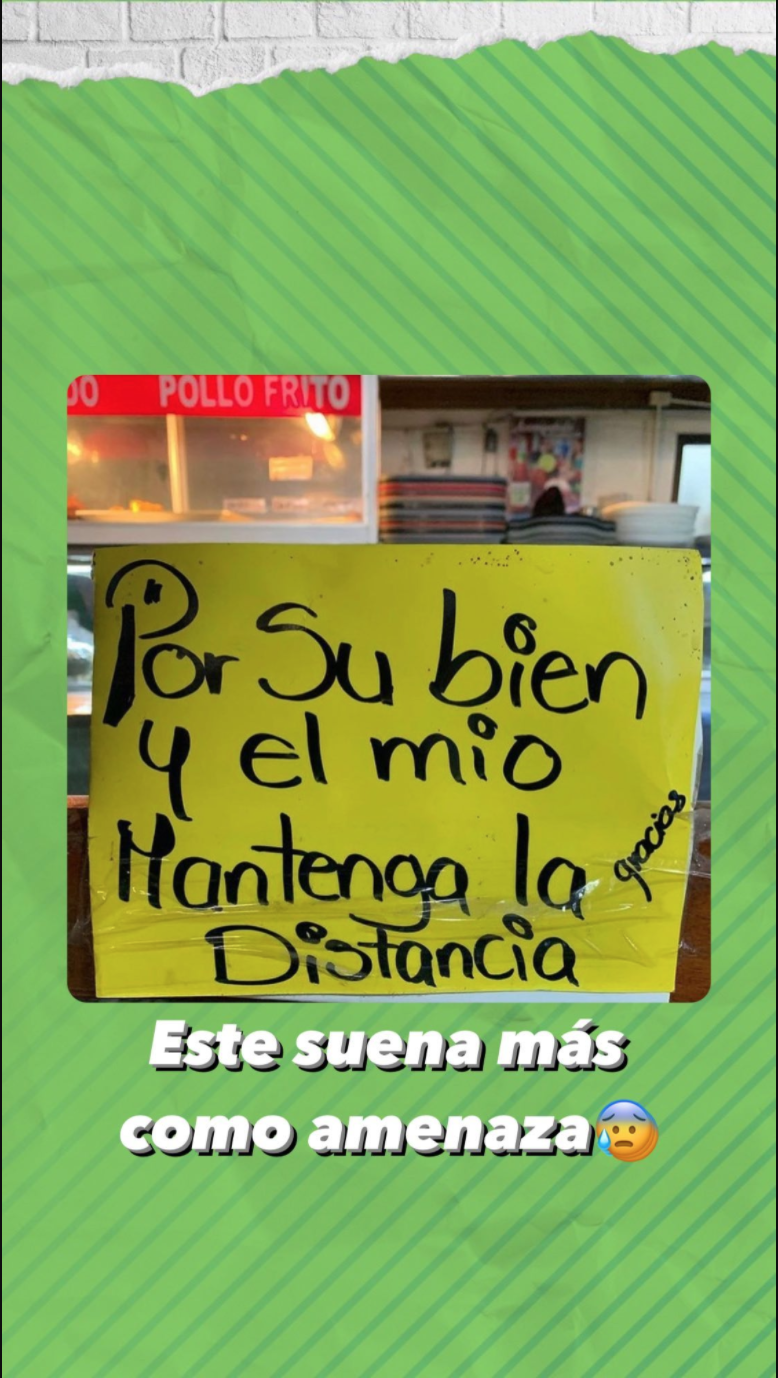 POLLO FRITO
Por Su bien
y el mio
Mantenga la
gracias
Distancia
Este suena más
como amenaza😰